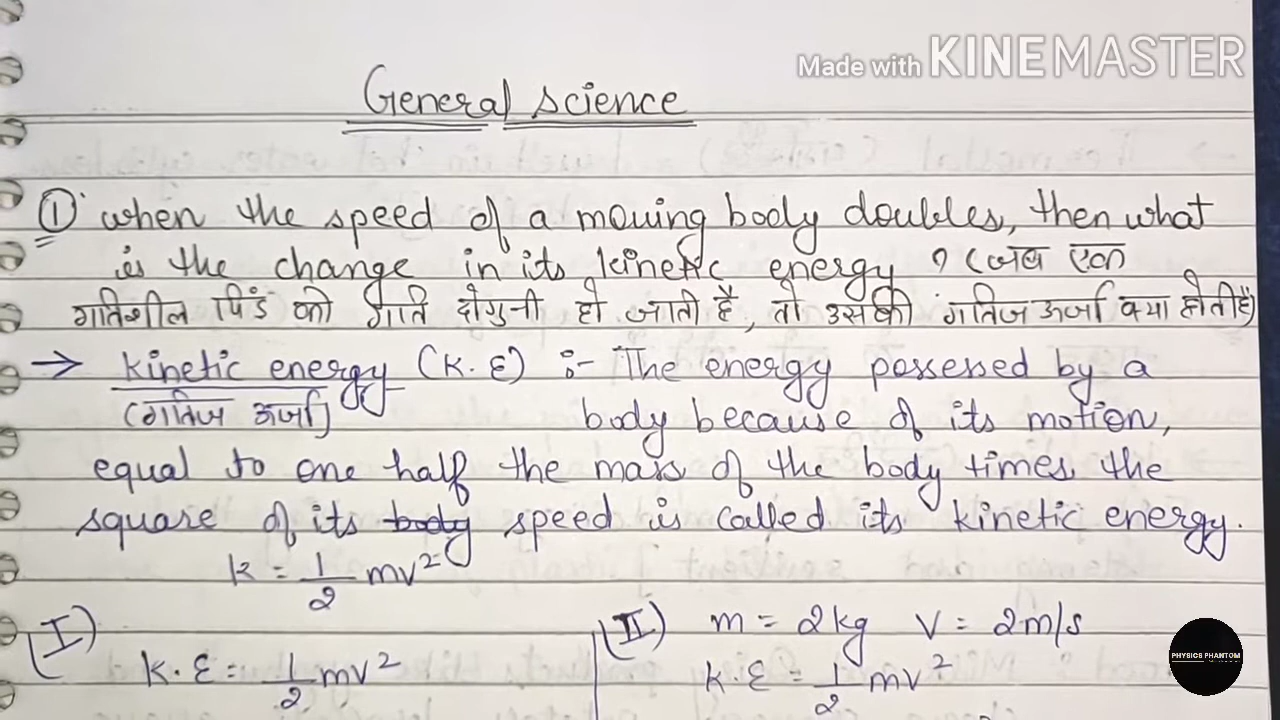 Made with KINEMASTER
General science
① when the speed of a moving body doubles, then what
is the change in its kinetic energy ? (जब एक
गतिशील पिंड की गति दोगुनी हो जाती है, तो उसकी गतिज ऊर्जा क्या होती है)
→ kinetic energy (K.E) :- The energy possessed by a
(गतिज ऊर्जा) body because of its motion,
equal to one half the mass of the body times the
square of its body speed is called its kinetic energy.
K = 1/2 mv²
(I) (II) m = 2kg V = 2m/s
K.E = 1/2 mv² K.E = 1/2 mv²
PHYSICS PHANTOM